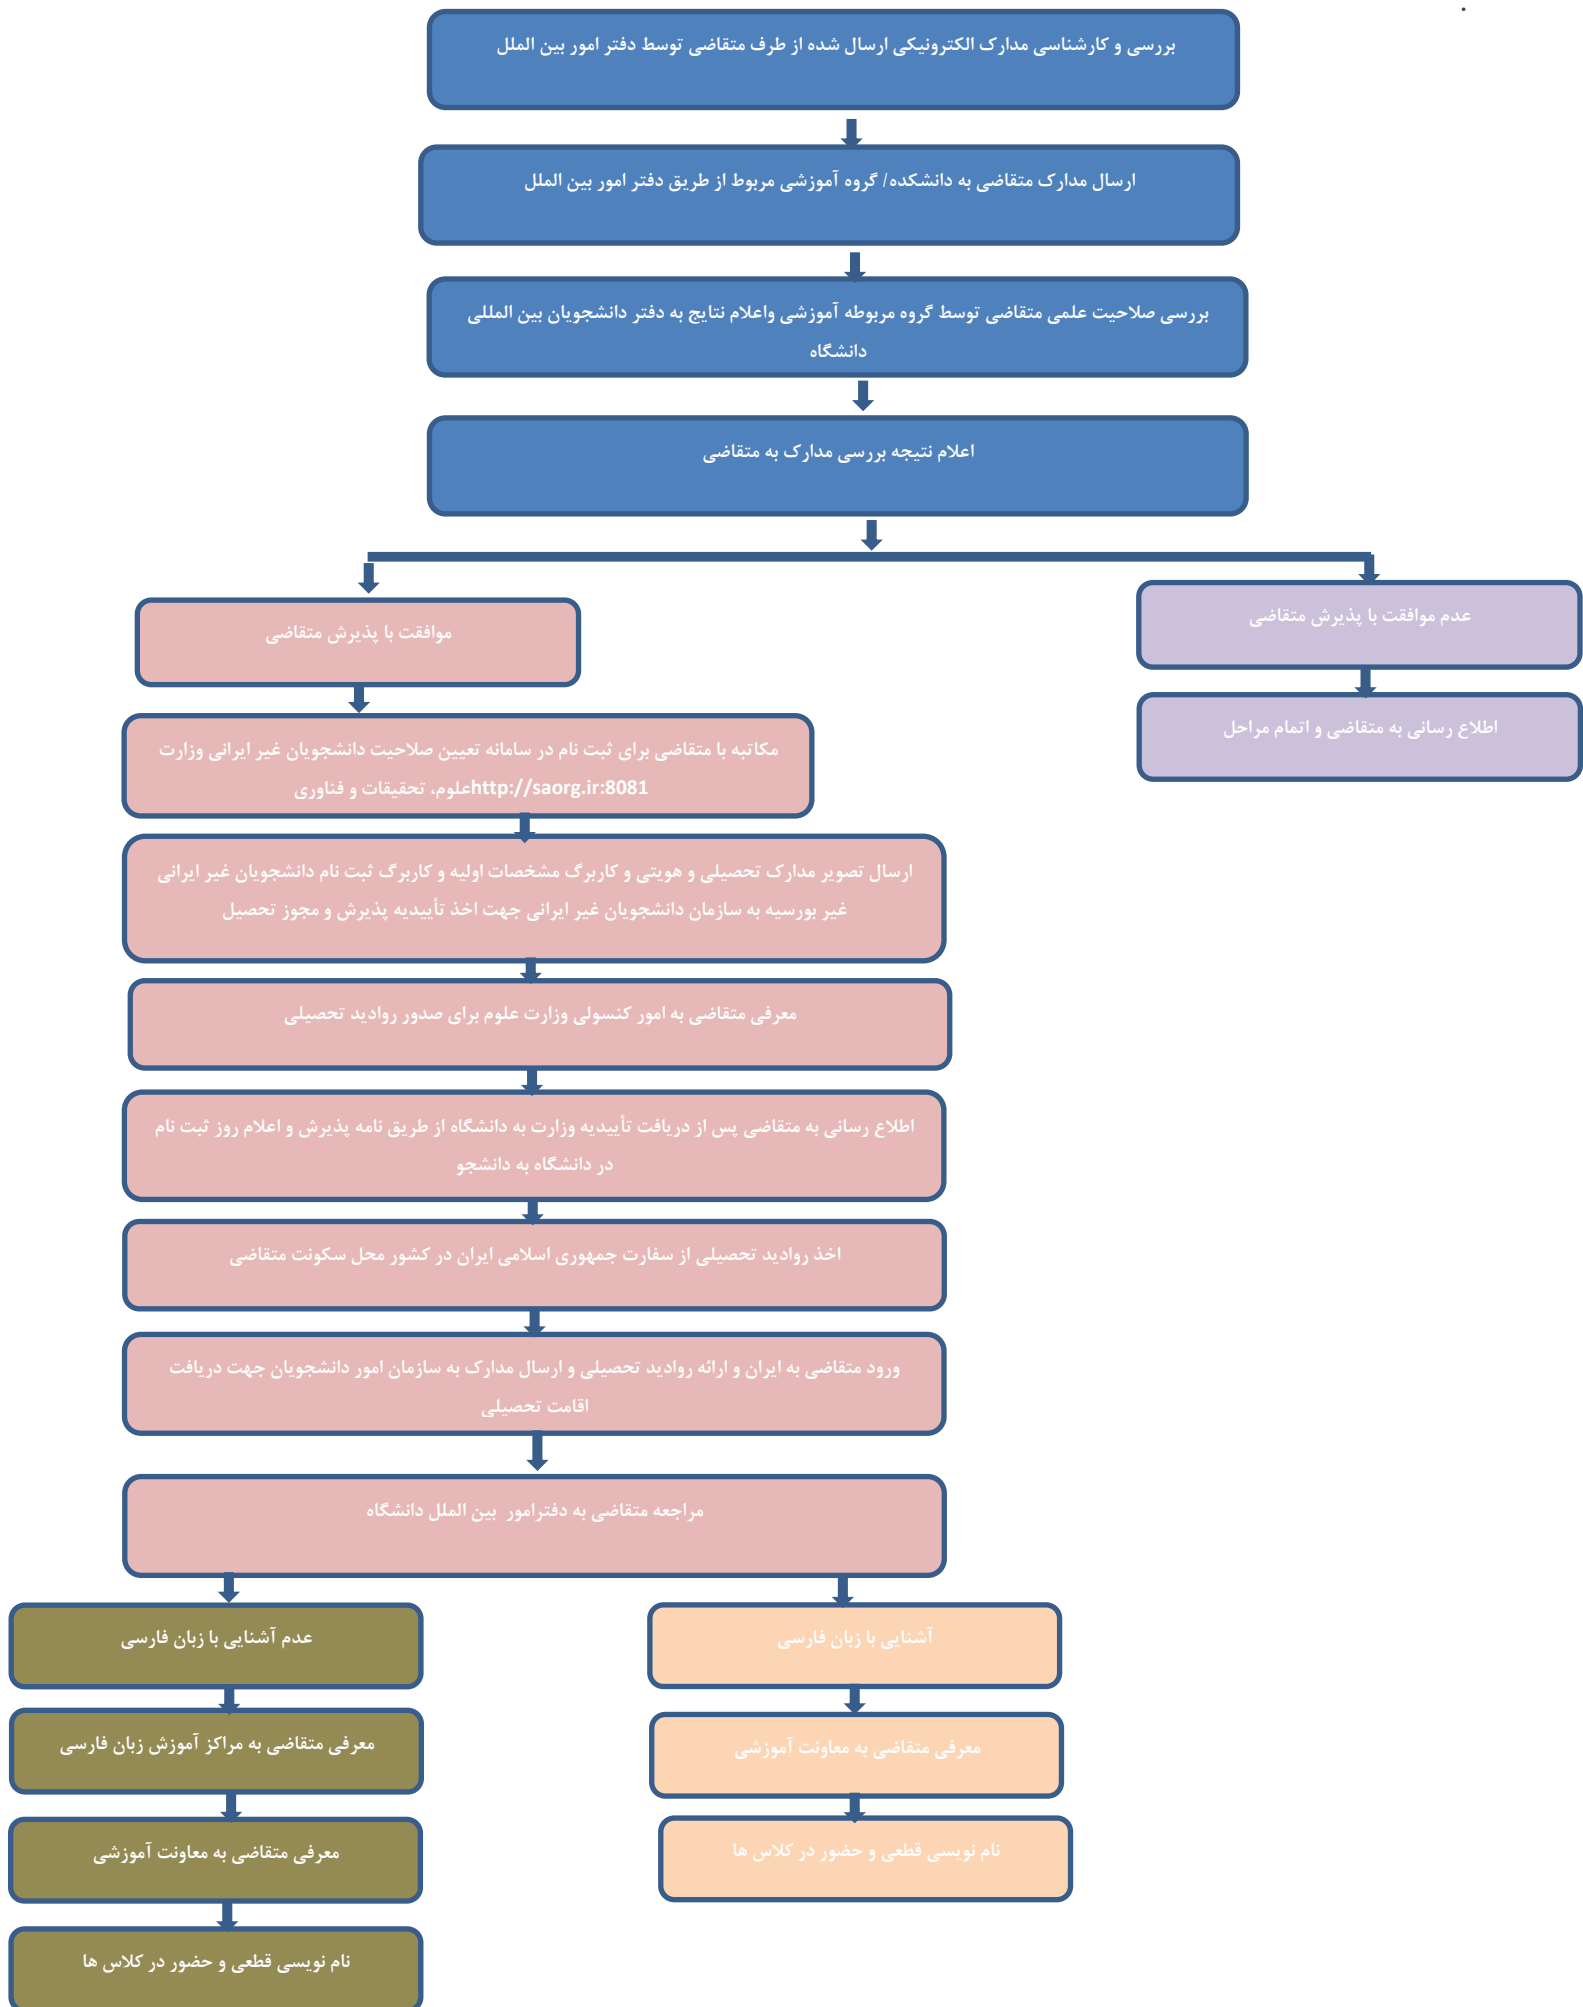 بررسی و کارشناسی مدارک الکترونیکی ارسال شده از طرف متقاضی توسط دفتر امور بین الملل
ارسال مدارک متقاضی به دانشکده/ گروه آموزشی مربوط از طریق دفتر امور بین الملل
بررسی صلاحیت علمی متقاضی توسط گروه مربوطه آموزشی واعلام نتایج به دفتر دانشجویان بین المللی
دانشگاه
اعلام نتیجه بررسی مدارک به متقاضی
عدم موافقت با پذیرش متقاضی
اطلاع رسانی به متقاضی و اتمام مراحل
موافقت با پذیرش متقاضی
مکاتبه با متقاضی برای ثبت نام در سامانه تعیین صلاحیت دانشجویان غیر ایرانی وزارت
http://saorg.ir:8081علوم، تحقیقات و فناوری
ارسال تصویر مدارک تحصیلی و هویتی و کاربرگ مشخصات اولیه و کاربرگ ثبت نام دانشجویان غیر ایرانی
غیر بورسیه به سازمان دانشجویان غیر ایرانی جهت اخذ تأییدیه پذیرش و مجوز تحصیل
معرفی متقاضی به امور کنسولی وزارت علوم برای صدور روادید تحصیلی
اطلاع رسانی به متقاضی پس از دریافت تأییدیه وزارت به دانشگاه از طریق نامه پذیرش و اعلام روز ثبت نام
در دانشگاه به دانشجو
اخذ روادید تحصیلی از سفارت جمهوری اسلامی ایران در کشور محل سکونت متقاضی
ورود متقاضی به ایران و ارائه روادید تحصیلی و ارسال مدارک به سازمان امور دانشجویان جهت دریافت
اقامت تحصیلی
مراجعه متقاضی به دفترامور بین الملل دانشگاه
آشنایی با زبان فارسی
معرفی متقاضی به معاونت آموزشی
نام نویسی قطعی و حضور در کلاس ها
عدم آشنایی با زبان فارسی
معرفی متقاضی به مراکز آموزش زبان فارسی
معرفی متقاضی به معاونت آموزشی
نام نویسی قطعی و حضور در کلاس ها